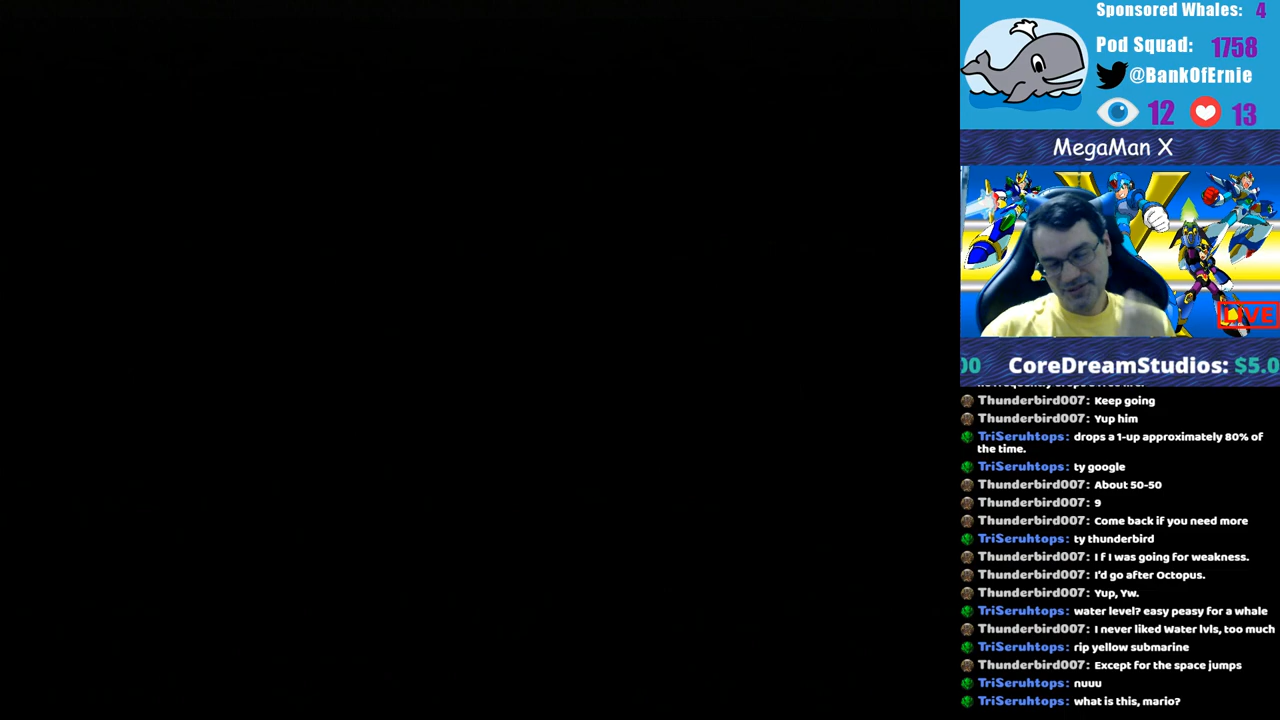 Sponsored Whales: 4
Pod Squad: 1758
@BankOfErnie
12 13
MegaMan X
LIVE
00 CoreDreamStudios: $5.0
Thunderbird007: Keep going
Thunderbird007: Yup him
TriSeruhtops: drops a 1-up approximately 80% of
the time.
TriSeruhtops: ty google
Thunderbird007: About 50-50
Thunderbird007: 9
Thunderbird007: Come back if you need more
TriSeruhtops: ty thunderbird
Thunderbird007: I f I was going for weakness.
Thunderbird007: I'd go after Octopus.
Thunderbird007: Yup, Yw.
TriSeruhtops: water level? easy peasy for a whale
Thunderbird007: I never liked Water lvls, too much
TriSeruhtops: rip yellow submarine
Thunderbird007: Except for the space jumps
TriSeruhtops: nuuu
TriSeruhtops: what is this, mario?